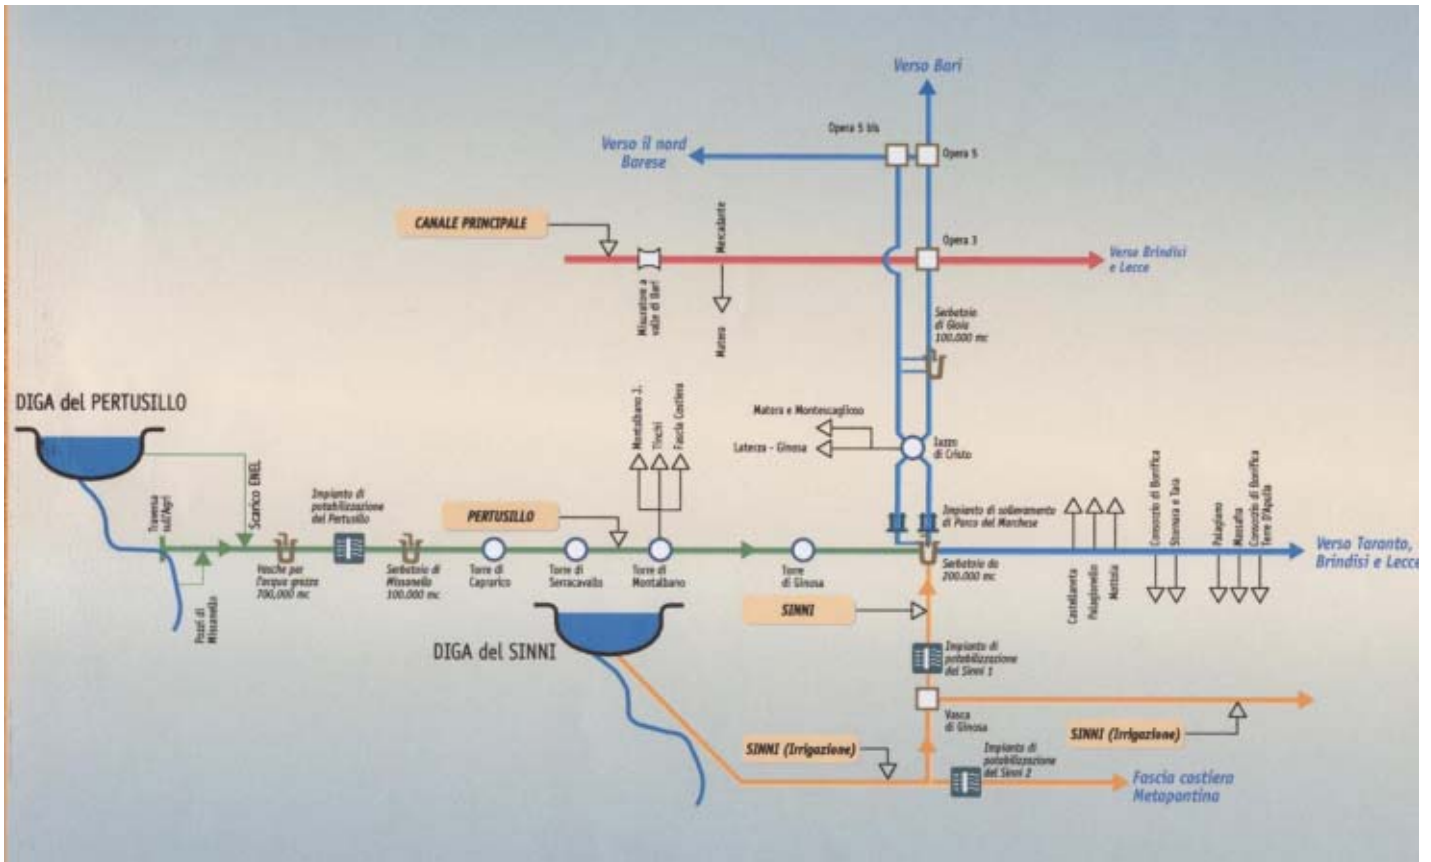 Verso Bari
Opera 5 bis
Verso il nord
Barese
Opera 5
CANALE PRINCIPALE
Mercadante
Opera 3
Verso Brindisi
e Lecce
Misuratore a
valle di Bari
Matera
Serbatoio
di Gioia
100.000 mc
DIGA del PERTUSILLO
Montalbano J.
Tinchi
Fascia Costiera
Matera e Montescaglioso
Laterza - Ginosa
Iazzo
di Cristo
Traversa
sull'Agri
Scarico ENEL
Impianto di
potabilizzazione
del Pertusillo
PERTUSILLO
Impianto di sollevamento
di Parco del Marchese
Consorzio di Bonifica
Stornara e Tara
Palagiano
Massafra
Consorzio di Bonifica
Terre D'Apulia
Verso Taranto,
Brindisi e Lecce
Vasche per
l'acqua grezza
700,000 mc
Serbatoio di
Missanello
100.000 mc
Torre di
Caprarico
Torre di
Serracavallo
Torre di
Montalbano
Torre
di Ginosa
Serbatoio da
200.000 mc
Castellaneta
Palagianello
Mottola
Pozzi di
Missanello
SINNI
DIGA del SINNI
Impianto di
potabilizzazione
del Sinni 1
Vasca
di Ginosa
SINNI (Irrigazione)
SINNI (Irrigazione)
Impianto di
potabilizzazione
del Sinni 2
Fascia costiera
Metapontina